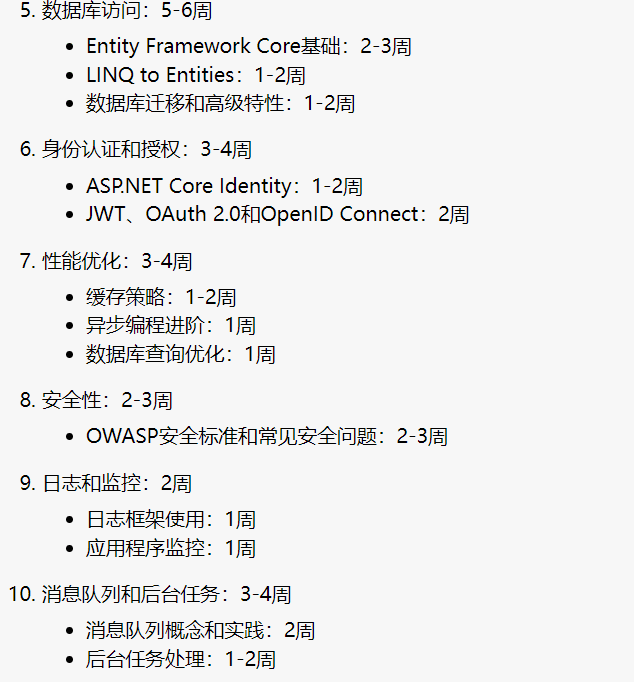 5. 数据库访问：5-6周
• Entity Framework Core基础：2-3周
• LINQ to Entities：1-2周
• 数据库迁移和高级特性：1-2周
6. 身份认证和授权：3-4周
• ASP.NET Core Identity：1-2周
• JWT、OAuth 2.0和OpenID Connect：2周
7. 性能优化：3-4周
• 缓存策略：1-2周
• 异步编程进阶：1周
• 数据库查询优化：1周
8. 安全性：2-3周
• OWASP安全标准和常见安全问题：2-3周
9. 日志和监控：2周
• 日志框架使用：1周
• 应用程序监控：1周
10. 消息队列和后台任务：3-4周
• 消息队列概念和实践：2周
• 后台任务处理：1-2周